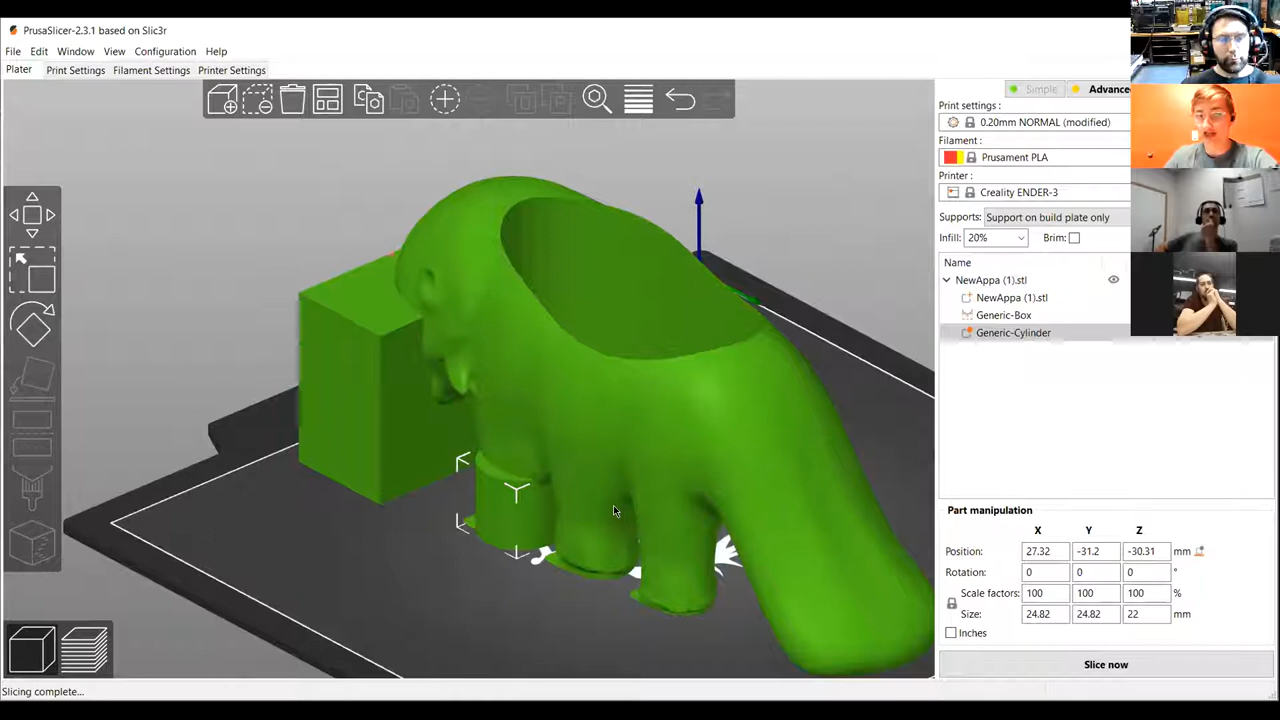 PrusaSlicer-2.3.1 based on Slic3r
File Edit Window View Configuration Help
Plater Print Settings Filament Settings Printer Settings
Simple Advance
Print settings :
0.20mm NORMAL (modified)
Filament :
Prusament PLA
Printer :
Creality ENDER-3
Supports: Support on build plate only
Infill: 20% Brim:
Name
NewAppa (1).stl
NewAppa (1).stl
Generic-Box
Generic-Cylinder
Part manipulation
X Y Z
Position: 27.32 -31.2 -30.31 mm
Rotation: 0 0 0 °
Scale factors: 100 100 100 %
Size: 24.82 24.82 22 mm
Inches
Slice now
Slicing complete...